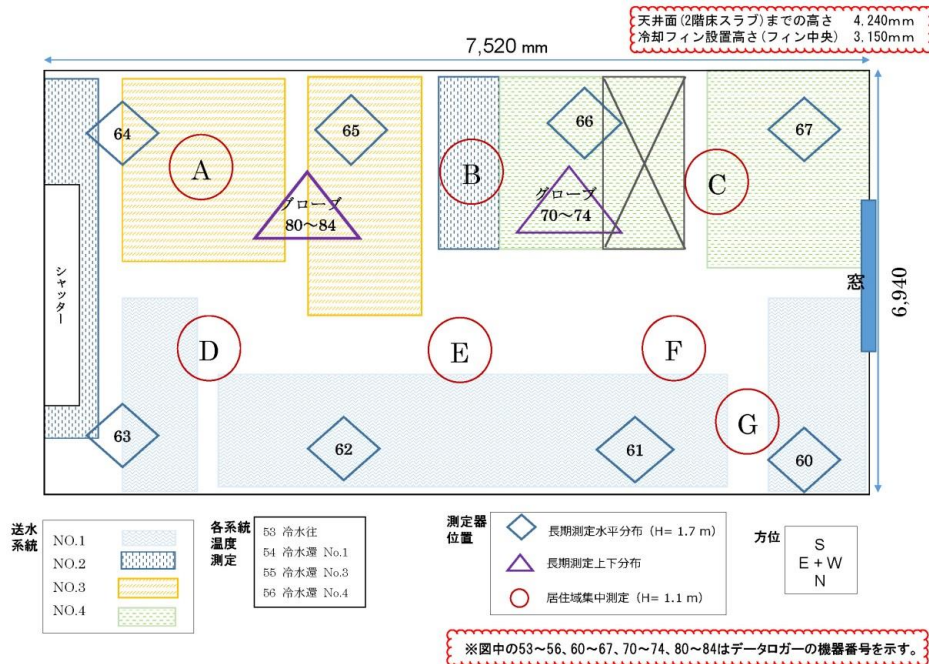 天井面(2階床スラブ)までの高さ 4,240mm
冷却フィン設置高さ(フィン中央) 3,150mm
7,520 mm
64
65
66
67
A
B
C
グローブ
80～84
グローブ
70～74
シャッター
窓
6,940
D
E
F
G
63
62
61
60
送水
系統
NO.1
NO.2
NO.3
NO.4
各系統
温度
測定
53 冷水往
54 冷水還 No.1
55 冷水還 No.3
56 冷水還 No.4
測定器
位置
長期測定水平分布 (H= 1.7 m)
長期測定上下分布
居住域集中測定 (H= 1.1 m)
方位
S
E + W
N
※図中の53～56、60～67、70～74、80～84はデータロガーの機器番号を示す。